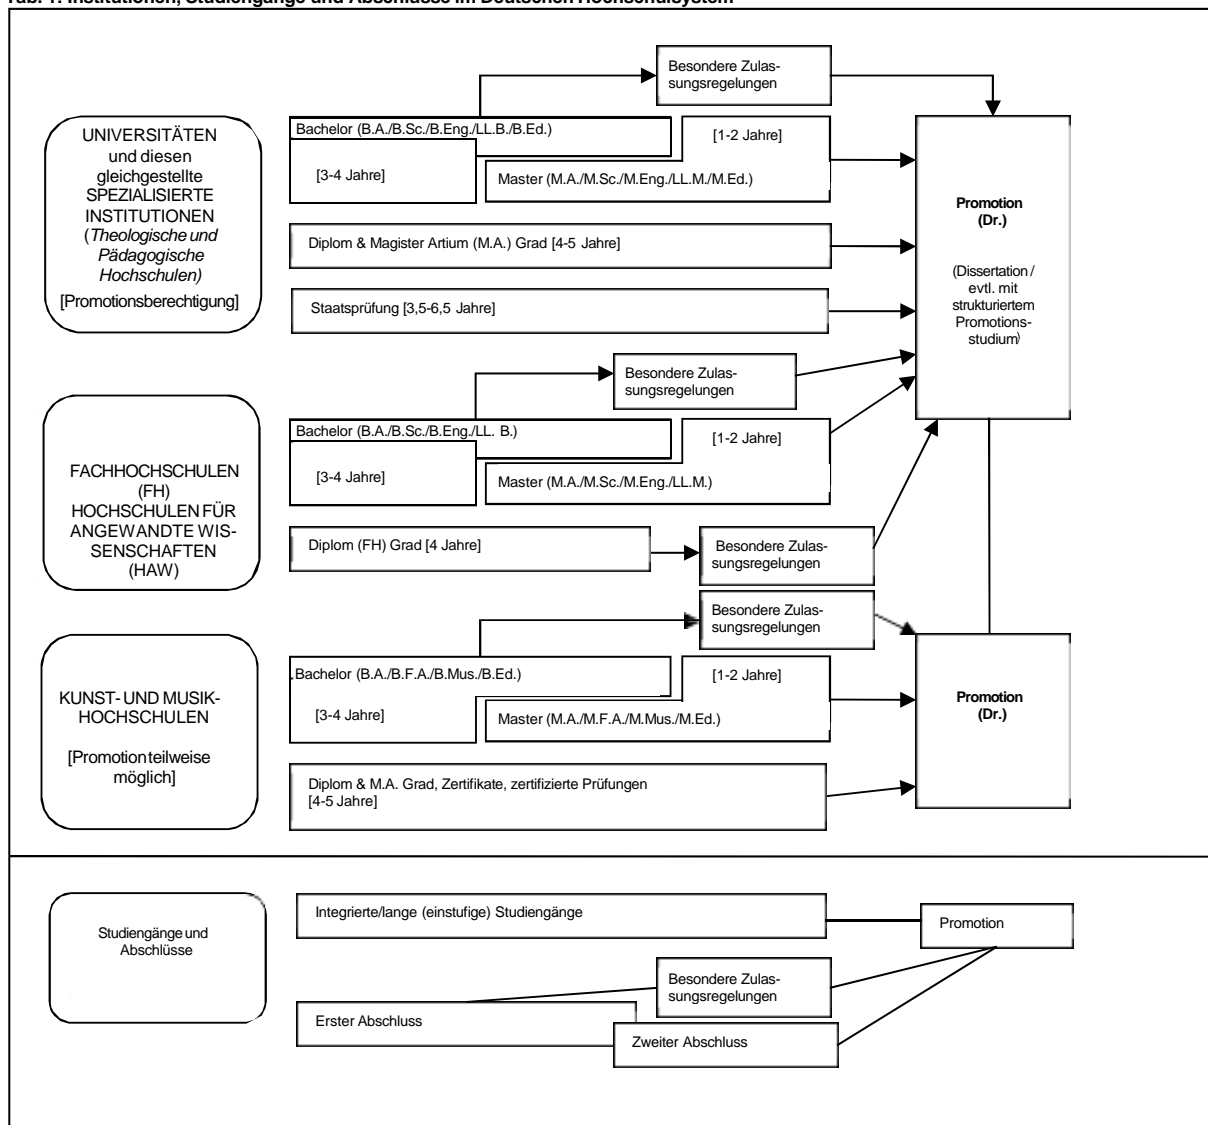 Tab. 1: Institutionen, Studiengänge und Abschlüsse im Deutschen Hochschulsystem
Besondere Zulas-
sungsregelungen
UNIVERSITÄTEN
und diesen
gleichgestellte
SPEZIALISIERTE
INSTITUTIONEN
(Theologische und
Pädagogische
Hochschulen)
[Promotionsberechtigung]
Bachelor (B.A./B.Sc./B.Eng./LL.B./B.Ed.)
[1-2 Jahre]
[3-4 Jahre]
Master (M.A./M.Sc./M.Eng./LL.M./M.Ed.)
Diplom & Magister Artium (M.A.) Grad [4-5 Jahre]
Staatsprüfung [3,5-6,5 Jahre]
Promotion
(Dr.)
(Dissertation /
evtl. mit
strukturiertem
Promotions-
studium)
Besondere Zulas-
sungsregelungen
FACHHOCHSCHULEN
(FH)
HOCHSCHULEN FÜR
ANGEWANDTE WIS-
SENSCHAFTEN
(HAW)
Bachelor (B.A./B.Sc./B.Eng./LL. B.)
[1-2 Jahre]
[3-4 Jahre]
Master (M.A./M.Sc./M.Eng./LL.M.)
Diplom (FH) Grad [4 Jahre]
Besondere Zulas-
sungsregelungen
Besondere Zulas-
sungsregelungen
KUNST- UND MUSIK-
HOCHSCHULEN
[Promotion teilweise
möglich]
.Bachelor (B.A./B.F.A./B.Mus./B.Ed.)
[1-2 Jahre]
[3-4 Jahre]
Master (M.A./M.F.A./M.Mus./M.Ed.)
Diplom & M.A. Grad, Zertifikate, zertifizierte Prüfungen
[4-5 Jahre]
Promotion
(Dr.)
Studiengänge und
Abschlüsse
Integrierte/lange (einstufige) Studiengänge
Promotion
Besondere Zulas-
sungsregelungen
Erster Abschluss
Zweiter Abschluss